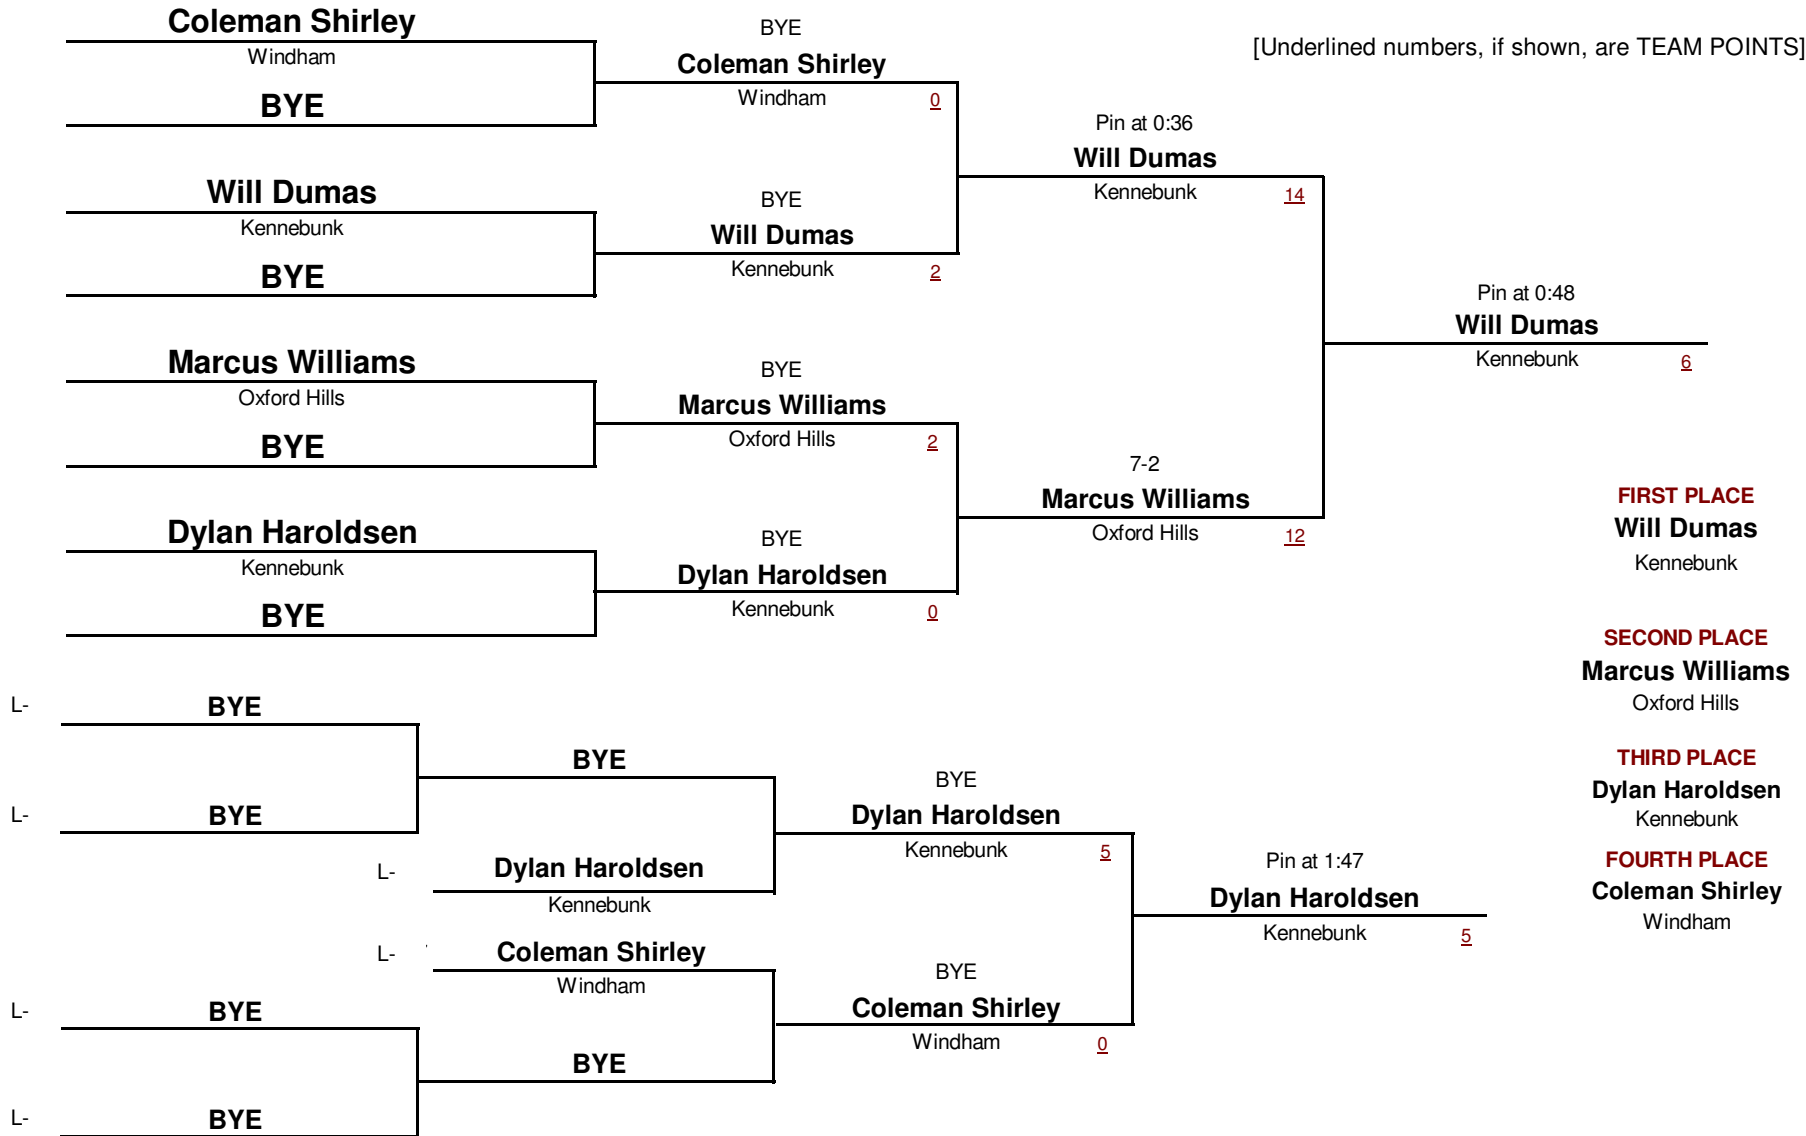 Coleman Shirley
Windham
BYE
BYE
Coleman Shirley
Windham 0
[Underlined numbers, if shown, are TEAM POINTS]
Will Dumas
Kennebunk
BYE
BYE
Will Dumas
Kennebunk 2
Pin at 0:36
Will Dumas
Kennebunk 14
Marcus Williams
Oxford Hills
BYE
BYE
Marcus Williams
Oxford Hills 2
Dylan Haroldsen
Kennebunk
BYE
BYE
Dylan Haroldsen
Kennebunk 0
7-2
Marcus Williams
Oxford Hills 12
Pin at 0:48
Will Dumas
Kennebunk 6
FIRST PLACE
Will Dumas
Kennebunk
SECOND PLACE
Marcus Williams
Oxford Hills
THIRD PLACE
Dylan Haroldsen
Kennebunk
FOURTH PLACE
Coleman Shirley
Windham
L- BYE
L- BYE
BYE
L- Dylan Haroldsen
Kennebunk
BYE
Dylan Haroldsen
Kennebunk 5
L- Coleman Shirley
Windham
L- BYE
L- BYE
BYE
BYE
Coleman Shirley
Windham 0
Pin at 1:47
Dylan Haroldsen
Kennebunk 5